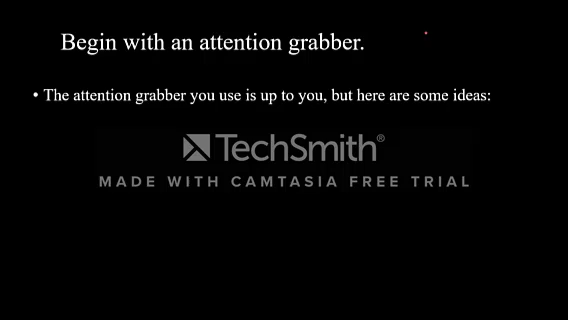 Begin with an attention grabber.
• The attention grabber you use is up to you, but here are some ideas:
TechSmith®
MADE WITH CAMTASIA FREE TRIAL